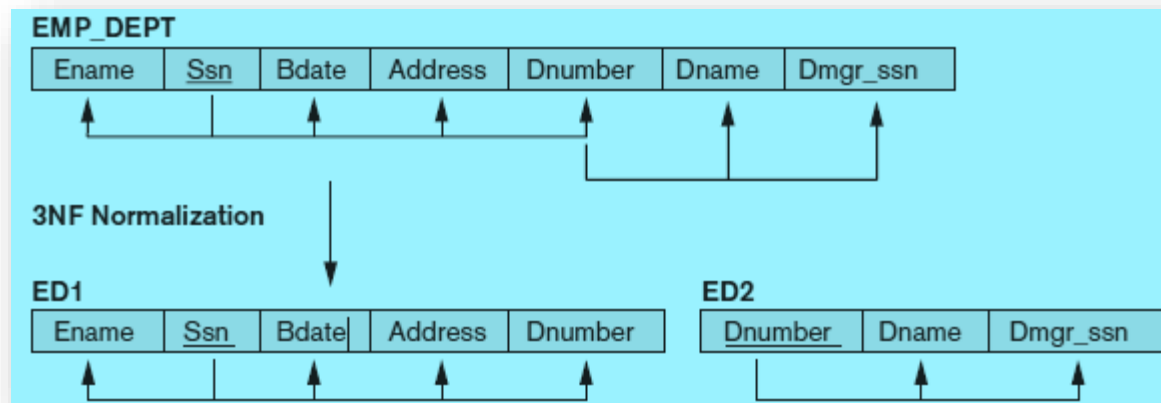 EMP_DEPT
Ename Ssn Bdate Address Dnumber Dname Dmgr_ssn
3NF Normalization
ED1
Ename Ssn Bdate Address Dnumber
ED2
Dnumber Dname Dmgr_ssn